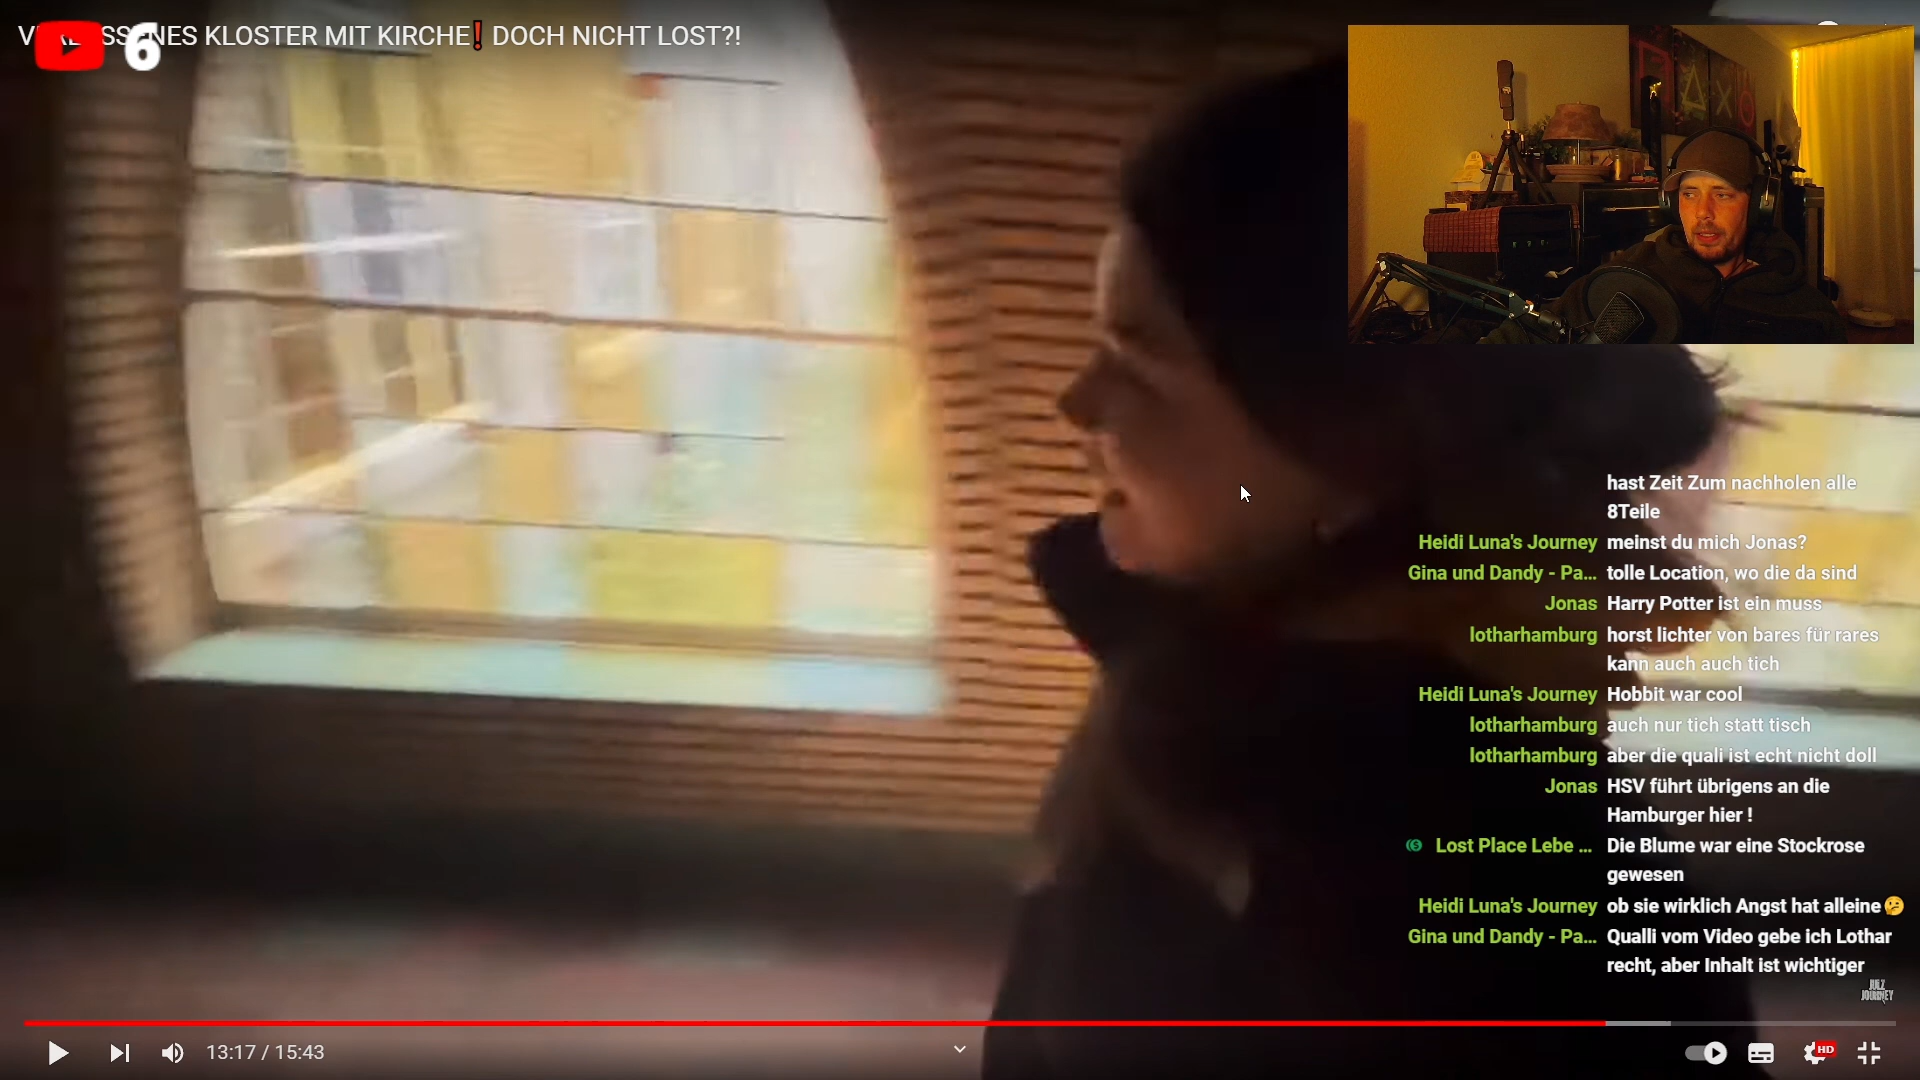 NES KLOSTER MIT KIRCHE❗DOCH NICHT LOST?!
6
hast Zeit Zum nachholen alle
8Teile
Heidi Luna's Journey meinst du mich Jonas?
Gina und Dandy - Pa... tolle Location, wo die da sind
Jonas Harry Potter ist ein muss
lotharhamburg horst lichter von bares für rares
kann auch auch tich
Heidi Luna's Journey Hobbit war cool
lotharhamburg auch nur tich statt tisch
lotharhamburg aber die quali ist echt nicht doll
Jonas HSV führt übrigens an die
Hamburger hier !
Lost Place Lebe ... Die Blume war eine Stockrose
gewesen
Heidi Luna's Journey ob sie wirklich Angst hat alleine🤔
Gina und Dandy - Pa... Qualli vom Video gebe ich Lothar
recht, aber Inhalt ist wichtiger
JULZ
JOURNEY
13:17 / 15:43
HD